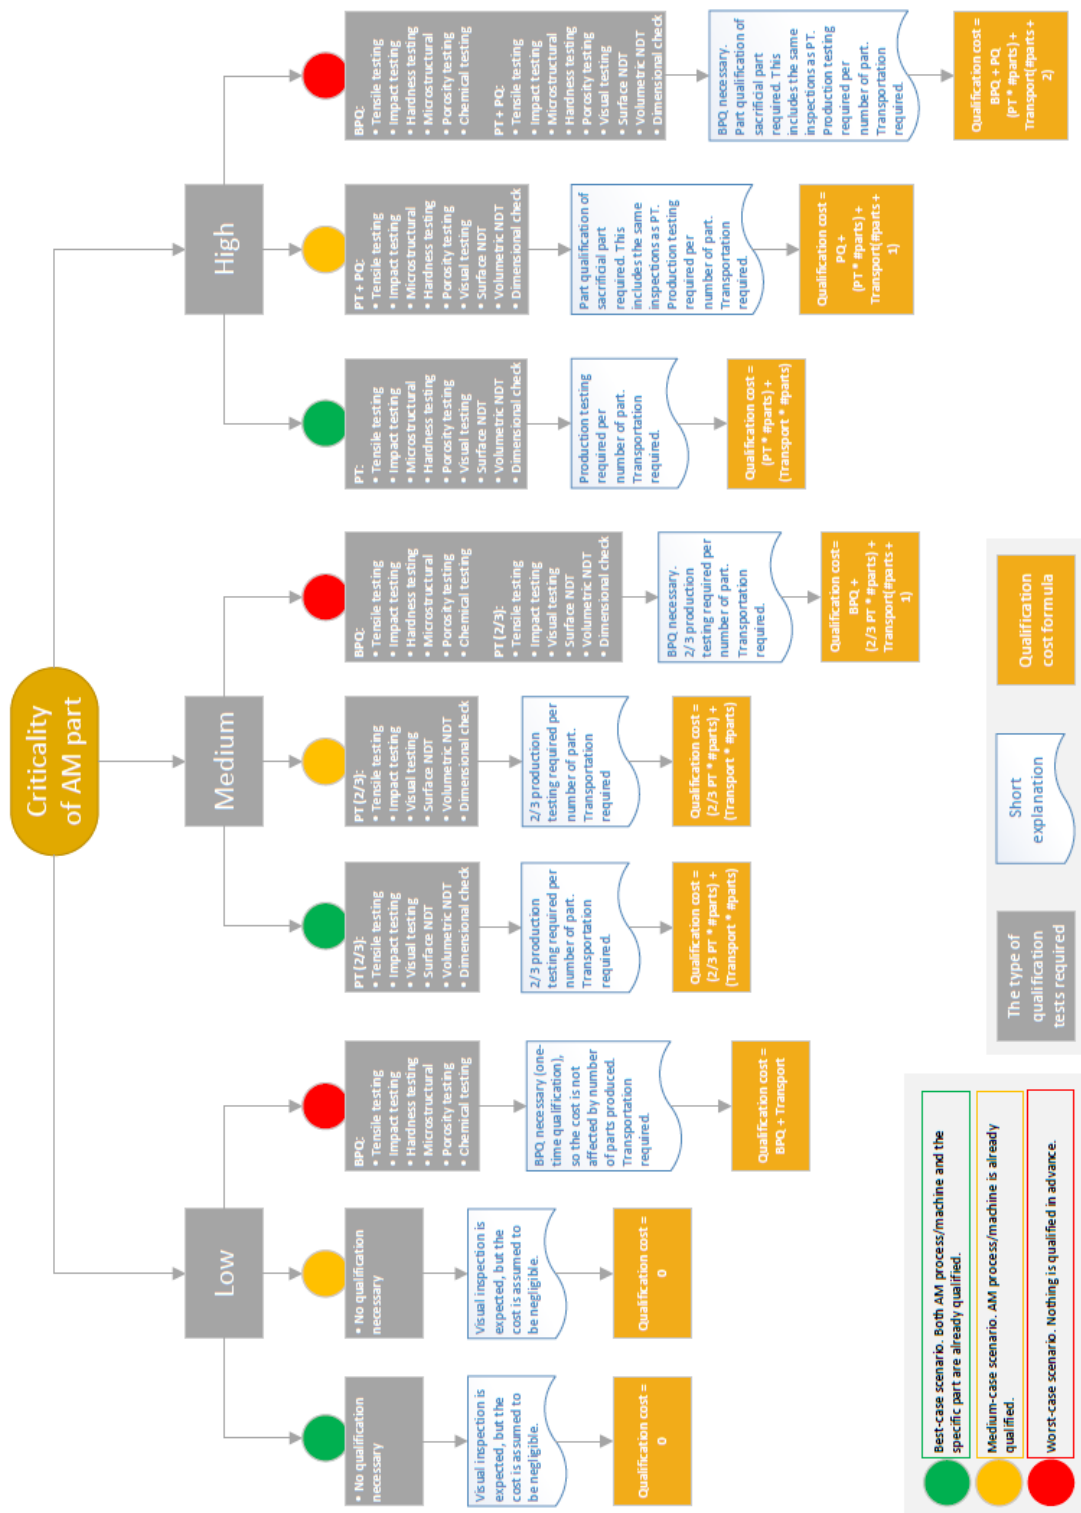 Criticality
of AM part
Low
Medium
High
• No qualification
necessary
Visual inspection is
expected, but the
cost is assumed to
be negligible.
Qualification cost =
0
• No qualification
necessary
Visual inspection is
expected, but the
cost is assumed to
be negligible.
Qualification cost =
0
BPQ:
• Tensile testing
• Impact testing
• Hardness testing
• Microstructural
• Porosity testing
• Chemical testing
BPQ necessary (one-
time qualification),
so the cost is not
affected by number
of parts produced.
Transportation
required.
Qualification cost =
BPQ + Transport
PT (2/3):
• Tensile testing
• Impact testing
• Visual testing
• Surface NDT
• Volumetric NDT
• Dimensional check
2/3 production
testing required per
number of part.
Transportation
required.
Qualification cost =
(2/3 PT * #parts) +
(Transport * #parts)
PT (2/3):
• Tensile testing
• Impact testing
• Visual testing
• Surface NDT
• Volumetric NDT
• Dimensional check
2/3 production
testing required per
number of part.
Transportation
required
Qualification cost =
(2/3 PT * #parts) +
(Transport * #parts)
BPQ:
• Tensile testing
• Impact testing
• Hardness testing
• Microstructural
• Porosity testing
• Chemical testing
PT (2/3):
• Tensile testing
• Impact testing
• Visual testing
• Surface NDT
• Volumetric NDT
• Dimensional check
BPQ necessary.
2/3 production
testing required per
number of part.
Transportation
required.
Qualification cost=
BPQ +
(2/3 PT * #parts) +
Transport(#parts +
1)
PT:
• Tensile testing
• Impact testing
• Microstructural
• Hardness testing
• Porosity testing
• Visual testing
• Surface NDT
• Volumetric NDT
• Dimensional check
Production testing
required per
number of part.
Transportation
required.
Qualification cost =
(PT * #parts) +
(Transport * #parts)
PT + PQ:
• Tensile testing
• Impact testing
• Microstructural
• Hardness testing
• Porosity testing
• Visual testing
• Surface NDT
• Volumetric NDT
• Dimensional check
Part qualification of
sacrificial part
required. This
includes the same
inspections as PT.
Production testing
required per
number of part.
Transportation
required.
Qualification cost =
PQ +
(PT * #parts) +
Transport(#parts +
1)
BPQ:
• Tensile testing
• Impact testing
• Hardness testing
• Microstructural
• Porosity testing
• Chemical testing
PT + PQ:
• Tensile testing
• Impact testing
• Microstructural
• Hardness testing
• Porosity testing
• Visual testing
• Surface NDT
• Volumetric NDT
• Dimensional check
BPQ necessary.
Part qualification of
sacrificial part
required. This
includes the same
inspections as PT.
Production testing
required per
number of part.
Transportation
required.
Qualification cost =
BPQ + PQ
(PT * #parts) +
Transport(#parts +
2)
Best-case scenario. Both AM process/machine and the
specific part are already qualified.
Medium-case scenario. AM process/machine is already
qualified.
Worst-case scenario. Nothing is qualified in advance.
The type of
qualification
tests required
Short
explanation
Qualification
cost formula